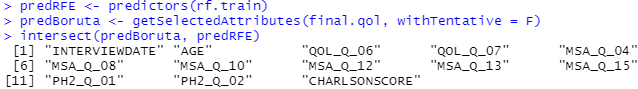 > predRFE <- predictors(rf.train)
> predBoruta <- getSelectedAttributes(final.qol, withTentative = F)
> intersect(predBoruta, predRFE)
[1] "INTERVIEWDATE" "AGE" "QOL_Q_06" "QOL_Q_07" "MSA_Q_04"
[6] "MSA_Q_08" "MSA_Q_10" "MSA_Q_12" "MSA_Q_13" "MSA_Q_15"
[11] "PH2_Q_01" "PH2_Q_02" "CHARLSONSCORE"